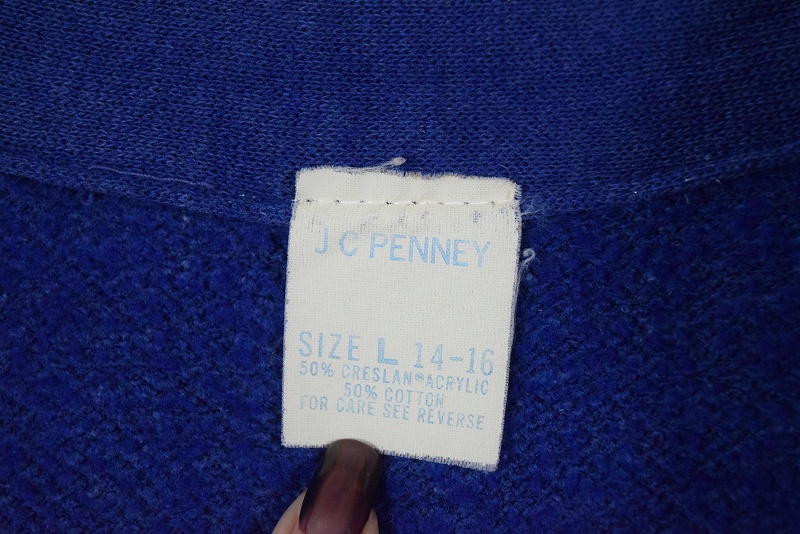 J C PENNEY
SIZE L 14-16
50% CRESLAN® ACRYLIC
50% COTTON
FOR CARE SEE REVERSE